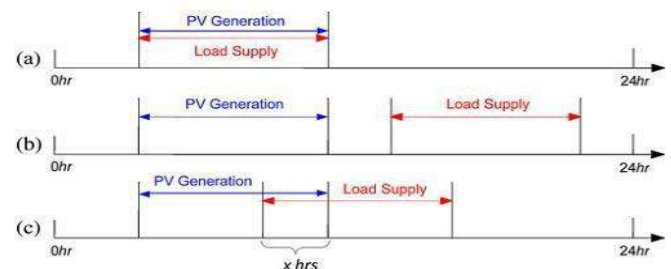 PV Generation
(a)
Load Supply
0hr
24hr
PV Generation
Load Supply
(b)
0hr
24hr
PV Generation
Load Supply
(c)
0hr
24hr
x hrs